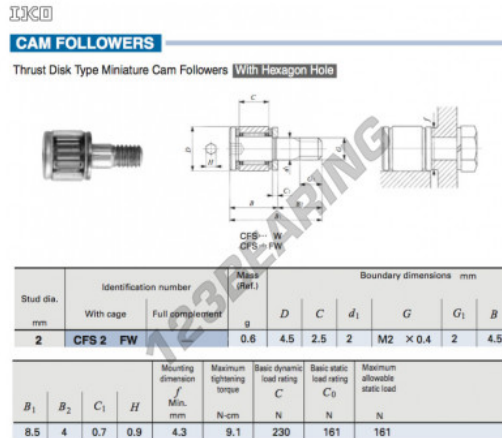 IKO
CAM FOLLOWERS
Thrust Disk Type Miniature Cam Followers With Hexagon Hole
C
D
H
d1
G
f
C1
G1
B
B2
B1
CFS… W
CFS… FW
123BEARING
Stud dia. mm
Identification number
With cage
Full complement
Mass (Ref.) g
Boundary dimensions mm
D C d1 G G1 B
2 CFS 2 FW 0.6 4.5 2.5 2 M2 × 0.4 2 4.5
B1 B2 C1 H
Mounting dimension f Min. mm
Maximum tightening torque N-cm
Basic dynamic load rating C N
Basic static load rating C0 N
Maximum allowable static load N
8.5 4 0.7 0.9 4.3 9.1 230 161 161